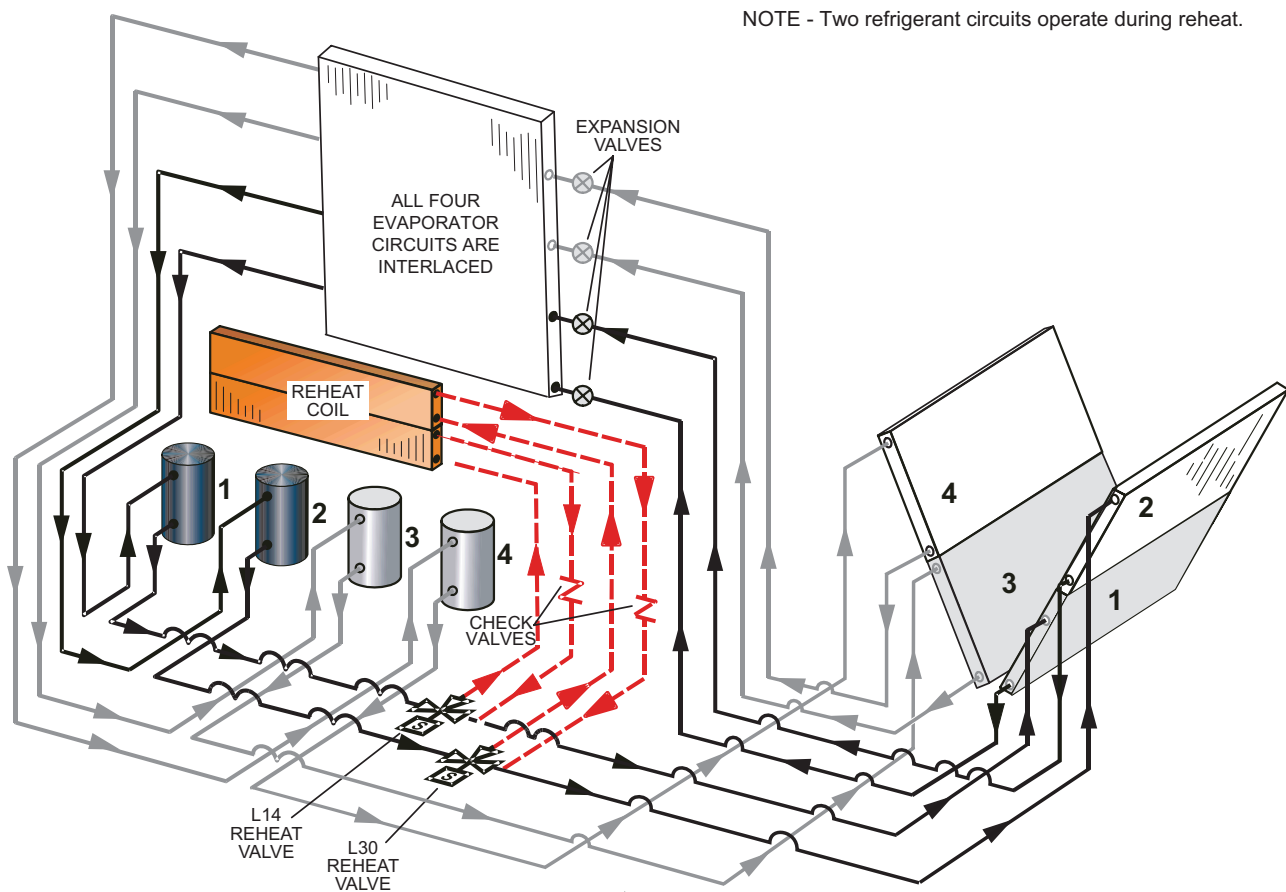 NOTE - Two refrigerant circuits operate during reheat.
EXPANSION
VALVES
ALL FOUR
EVAPORATOR
CIRCUITS ARE
INTERLACED
REHEAT
COIL
1
2
3
4
4
3
2
1
CHECK
VALVES
S
S
L14
REHEAT
VALVE
L30
REHEAT
VALVE